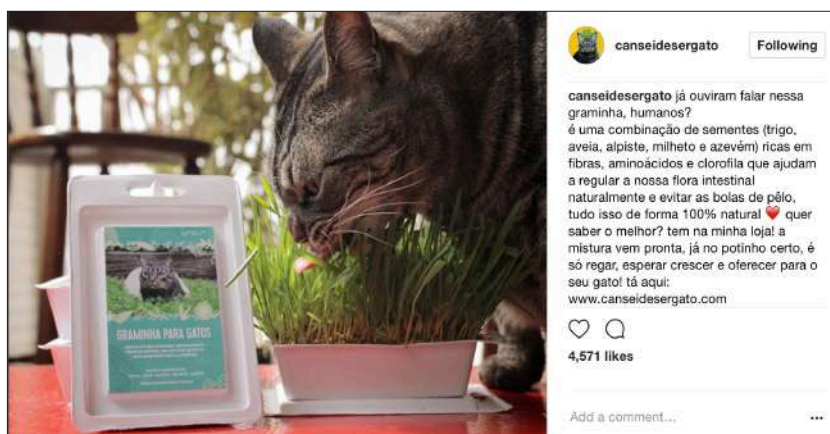 canseidesergato
Following
canseidesergato já ouviram falar nessa
graminha, humanos?
é uma combinação de sementes (trigo,
aveia, alpiste, milheto e azevém) ricas em
fibras, aminoácidos e clorofila que ajudam
a regular a nossa flora intestinal
naturalmente e evitar as bolas de pêlo,
tudo isso de forma 100% natural ❤️ quer
saber o melhor? tem na minha loja! a
mistura vem pronta, já no potinho certo, é
só regar, esperar crescer e oferecer para o
seu gato! tá aqui:
www.canseidesergato.com
4,571 likes
Add a comment...
GRAMINHA PARA GATOS